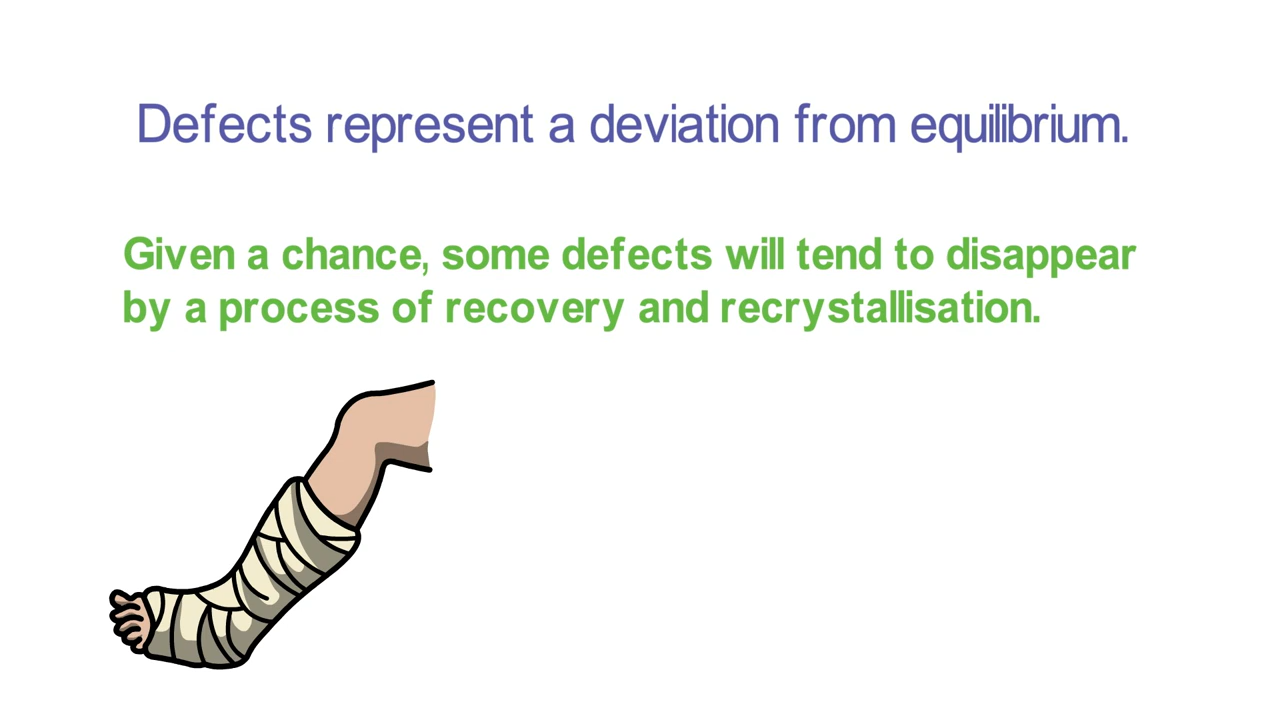 Defects represent a deviation from equilibrium.
Given a chance, some defects will tend to disappear
by a process of recovery and recrystallisation.